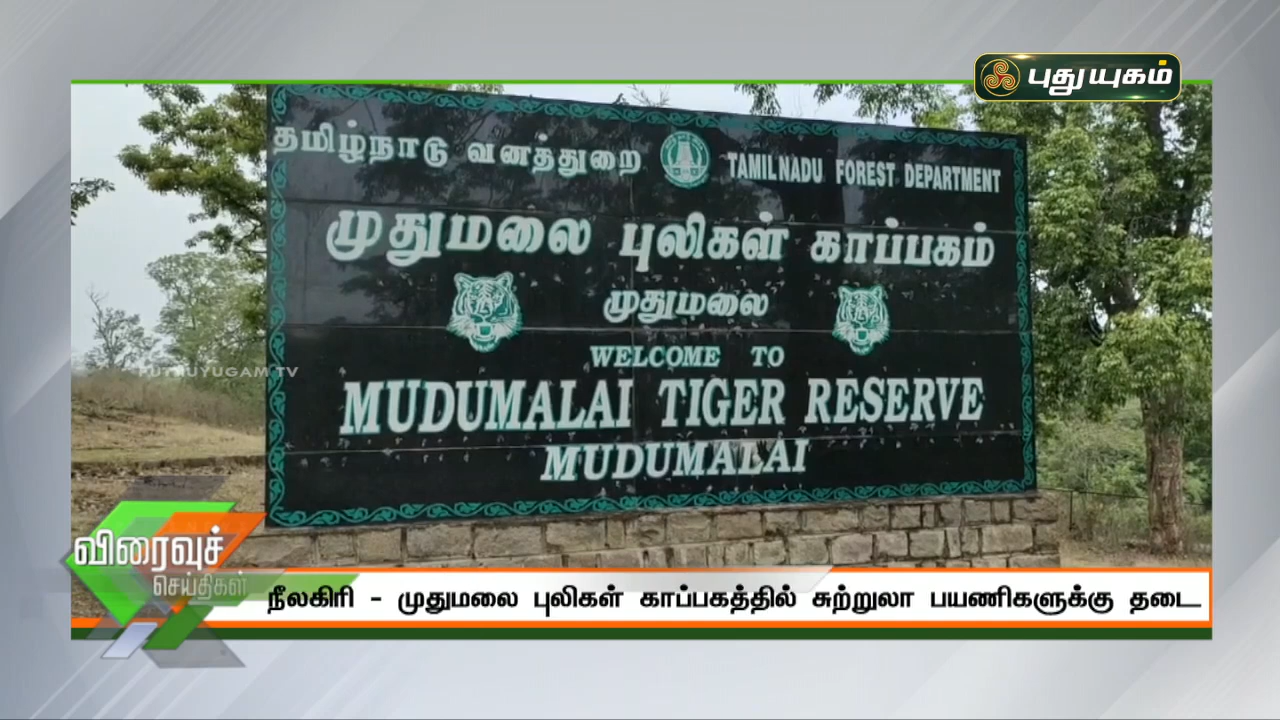 புதுயுகம்
தமிழ்நாடு வனத்துறை TAMILNADU FOREST DEPARTMENT
முதுமலை புலிகள் காப்பகம்
முதுமலை
WELCOME TO
MUDUMALAI TIGER RESERVE
MUDUMALAI
PUTHUYUGAM TV
விரைவுச்
செய்திகள்
நீலகிரி - முதுமலை புலிகள் காப்பகத்தில் சுற்றுலா பயணிகளுக்கு தடை